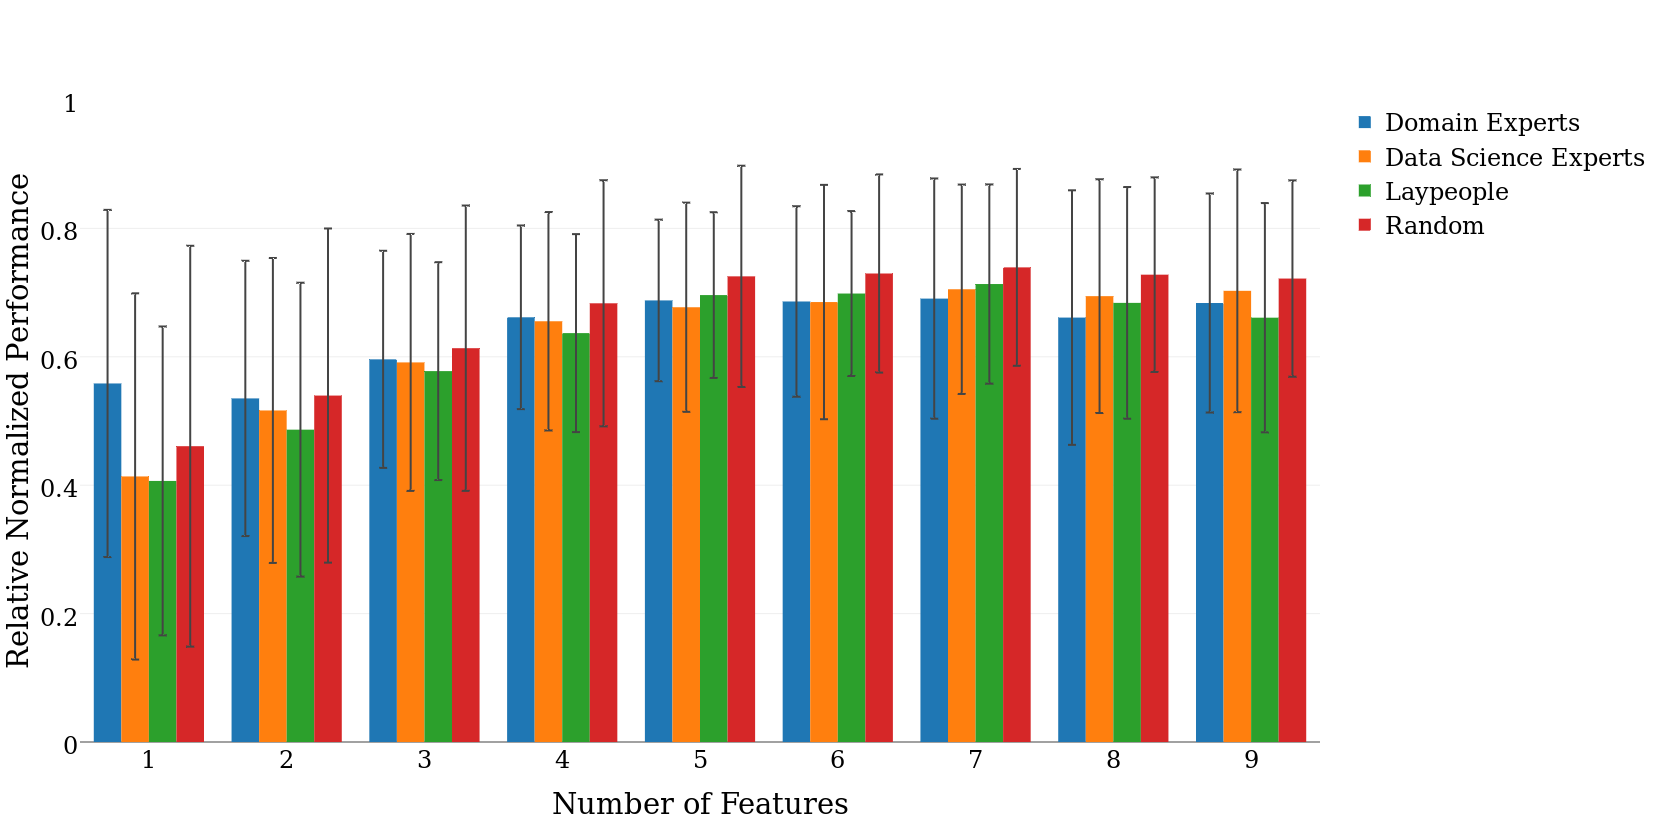 Relative Normalized Performance
1
0.8
0.6
0.4
0.2
0
1 2 3 4 5 6 7 8 9
Number of Features
Domain Experts
Data Science Experts
Laypeople
Random